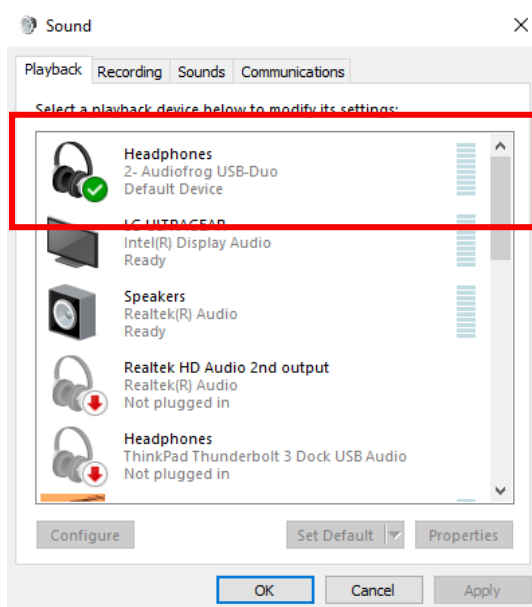 Sound
Playback Recording Sounds Communications
Select a playback device below to modify its settings:
Headphones
2- Audiofrog USB-Duo
Default Device
LG ULTRAGEAR
Intel(R) Display Audio
Ready
Speakers
Realtek(R) Audio
Ready
Realtek HD Audio 2nd output
Realtek(R) Audio
Not plugged in
Headphones
ThinkPad Thunderbolt 3 Dock USB Audio
Not plugged in
Configure Set Default Properties
OK Cancel Apply